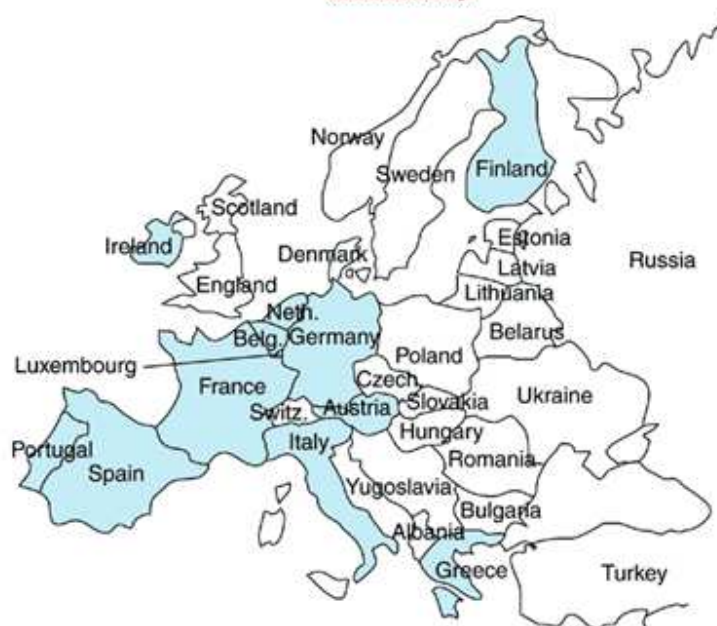 Norway
Sweden
Finland
Scotland
Ireland
Denmark
Estonia
Latvia
Russia
England
Lithuania
Neth.
Belg.
Germany
Belarus
Poland
Luxembourg
France
Czech.
Ukraine
Switz.
Austria
Slovakia
Portugal
Italy
Hungary
Spain
Romania
Yugoslavia
Bulgaria
Albania
Greece
Turkey